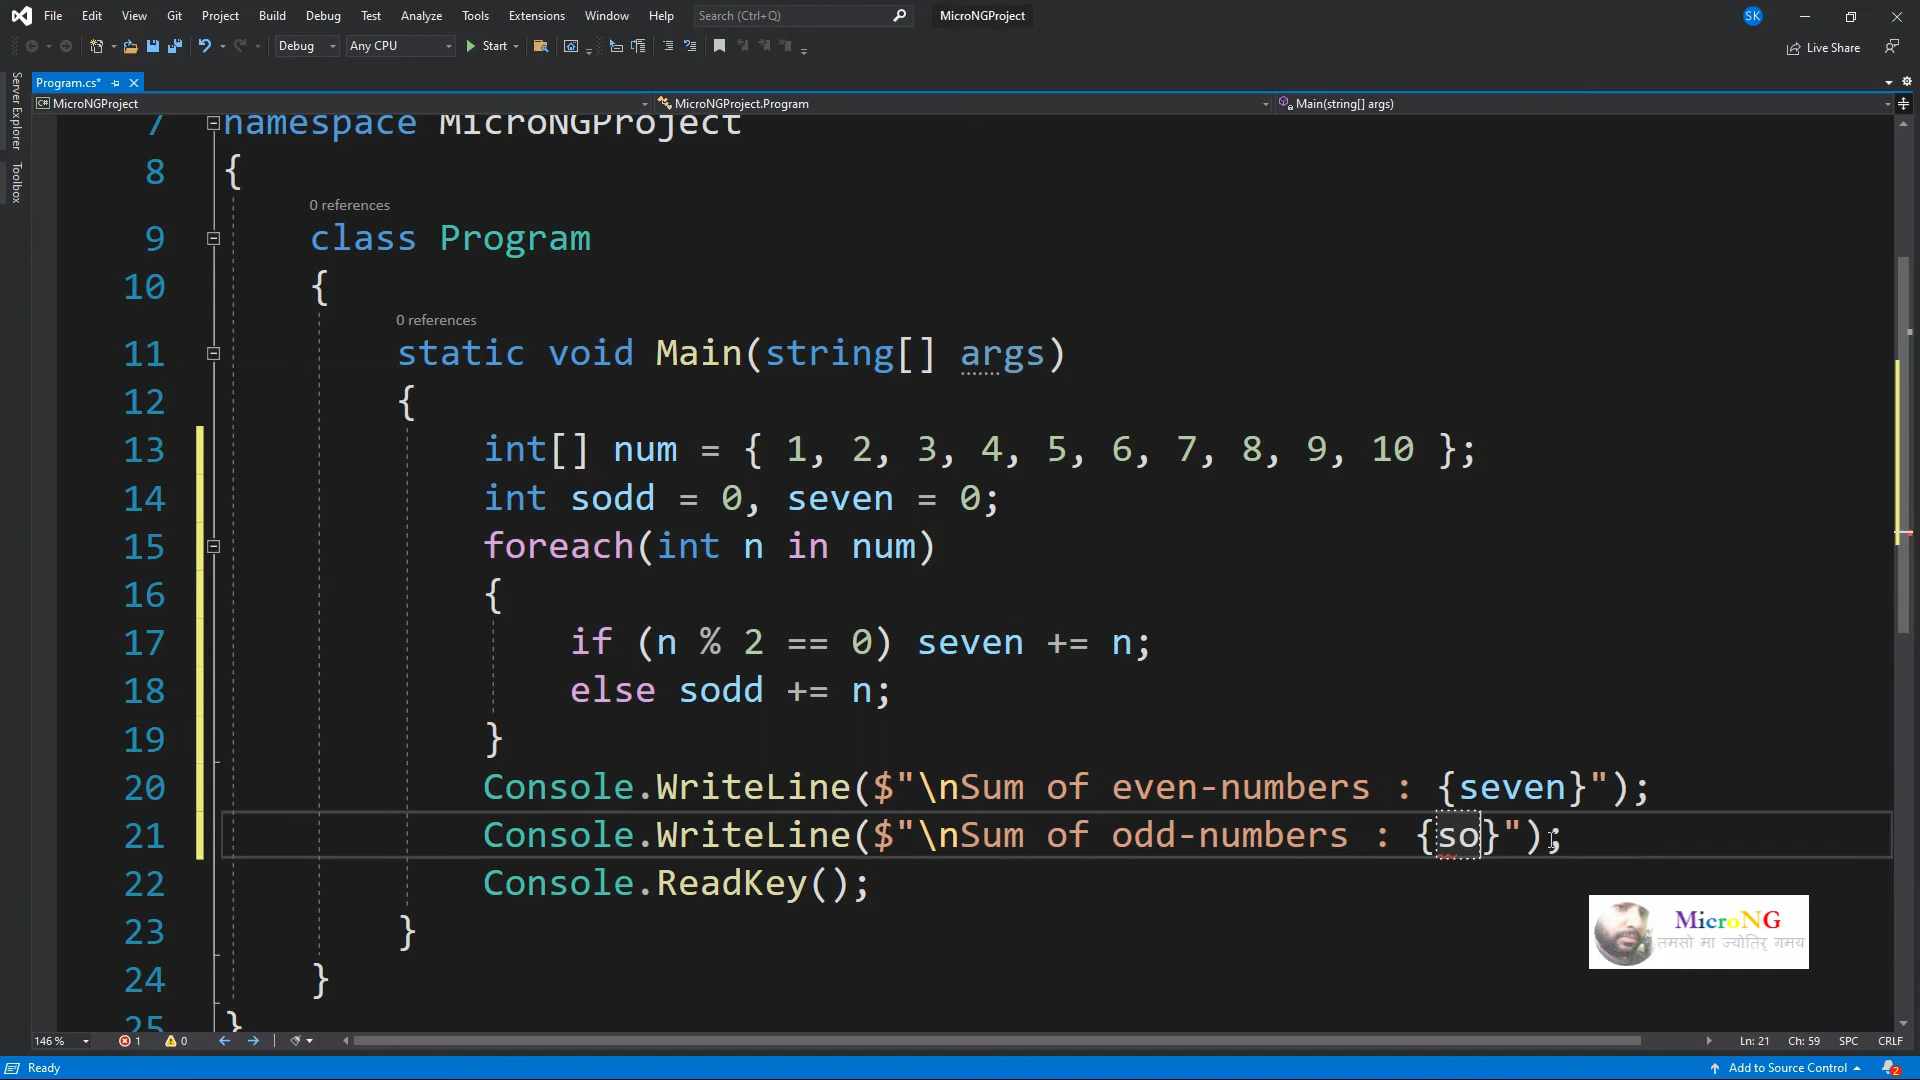 File Edit View Git Project Build Debug Test Analyze Tools Extensions Window Help Search (Ctrl+Q) MicroNGProject SK
Debug Any CPU Start Live Share
Server Explorer
Toolbox
Program.cs*
MicroNGProject MicroNGProject.Program Main(string[] args)
7 namespace MicroNGProject
8 {
0 references
9 class Program
10 {
0 references
11 static void Main(string[] args)
12 {
13 int[] num = { 1, 2, 3, 4, 5, 6, 7, 8, 9, 10 };
14 int sodd = 0, seven = 0;
15 foreach(int n in num)
16 {
17 if (n % 2 == 0) seven += n;
18 else sodd += n;
19 }
20 Console.WriteLine($"\nSum of even-numbers : {seven}");
21 Console.WriteLine($"\nSum of odd-numbers : {so}");
22 Console.ReadKey();
23 }
24 }
25 }
MicroNG
तमसो मा ज्योतिर् गमय
146 % 1 0 Ln: 21 Ch: 59 SPC CRLF
Ready Add to Source Control 2